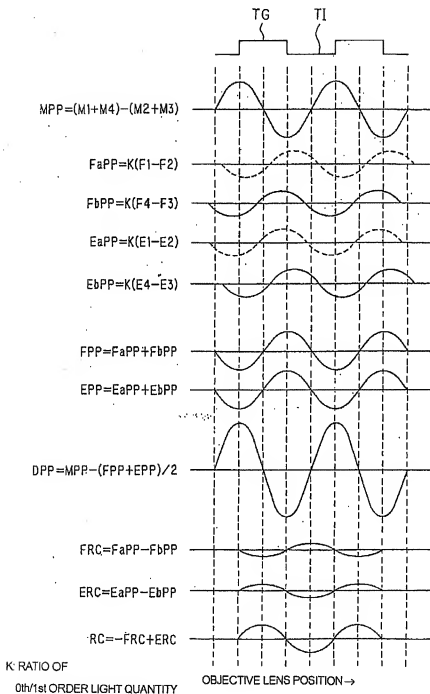 TG TI
MPP=(M1+M4)-(M2+M3)
FaPP=K(F1-F2)
FbPP=K(F4-F3)
EaPP=K(E1-E2)
EbPP=K(E4-E3)
FPP=FaPP+FbPP
EPP=EaPP+EbPP
DPP=MPP-(FPP+EPP)/2
FRC=FaPP-FbPP
ERC=EaPP-EbPP
RC=-FRC+ERC
K: RATIO OF
0th/1st ORDER LIGHT QUANTITY
OBJECTIVE LENS POSITION→